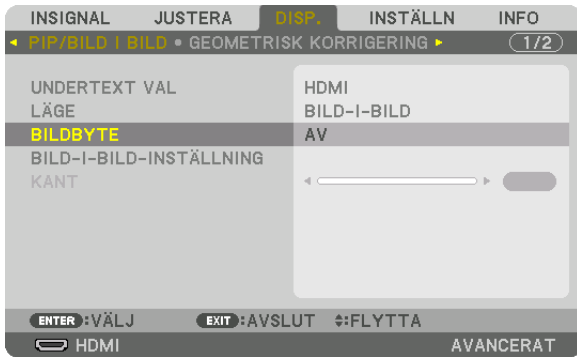 INSIGNAL JUSTERA DISP. INSTÄLLN INFO
PIP/BILD I BILD • GEOMETRISK KORRIGERING 1/2
UNDERTEXT VAL HDMI
LÄGE BILD-I-BILD
BILDBYTE AV
BILD-I-BILD-INSTÄLLNING
KANT
ENTER :VÄLJ EXIT :AVSLUT :FLYTTA
HDMI AVANCERAT